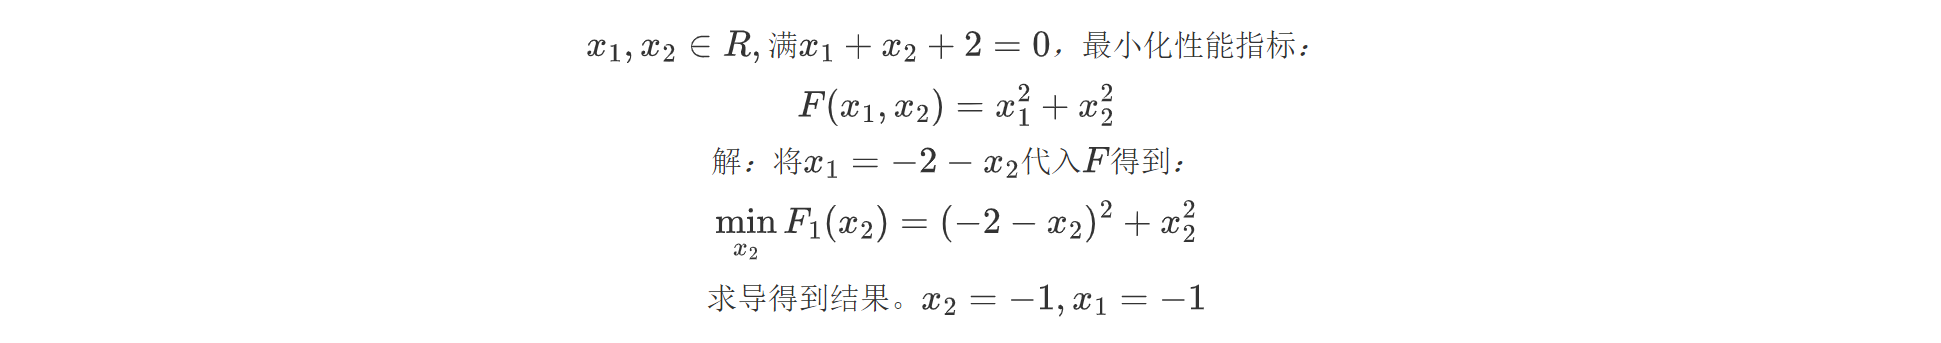 x₁, x₂ ∈ R, 满x₁ + x₂ + 2 = 0，最小化性能指标：
F(x₁, x₂) = x₁² + x₂²
解：将x₁ = −2 − x₂代入F得到：
min_{x₂} F₁(x₂) = (−2 − x₂)² + x₂²
求导得到结果。x₂ = −1, x₁ = −1